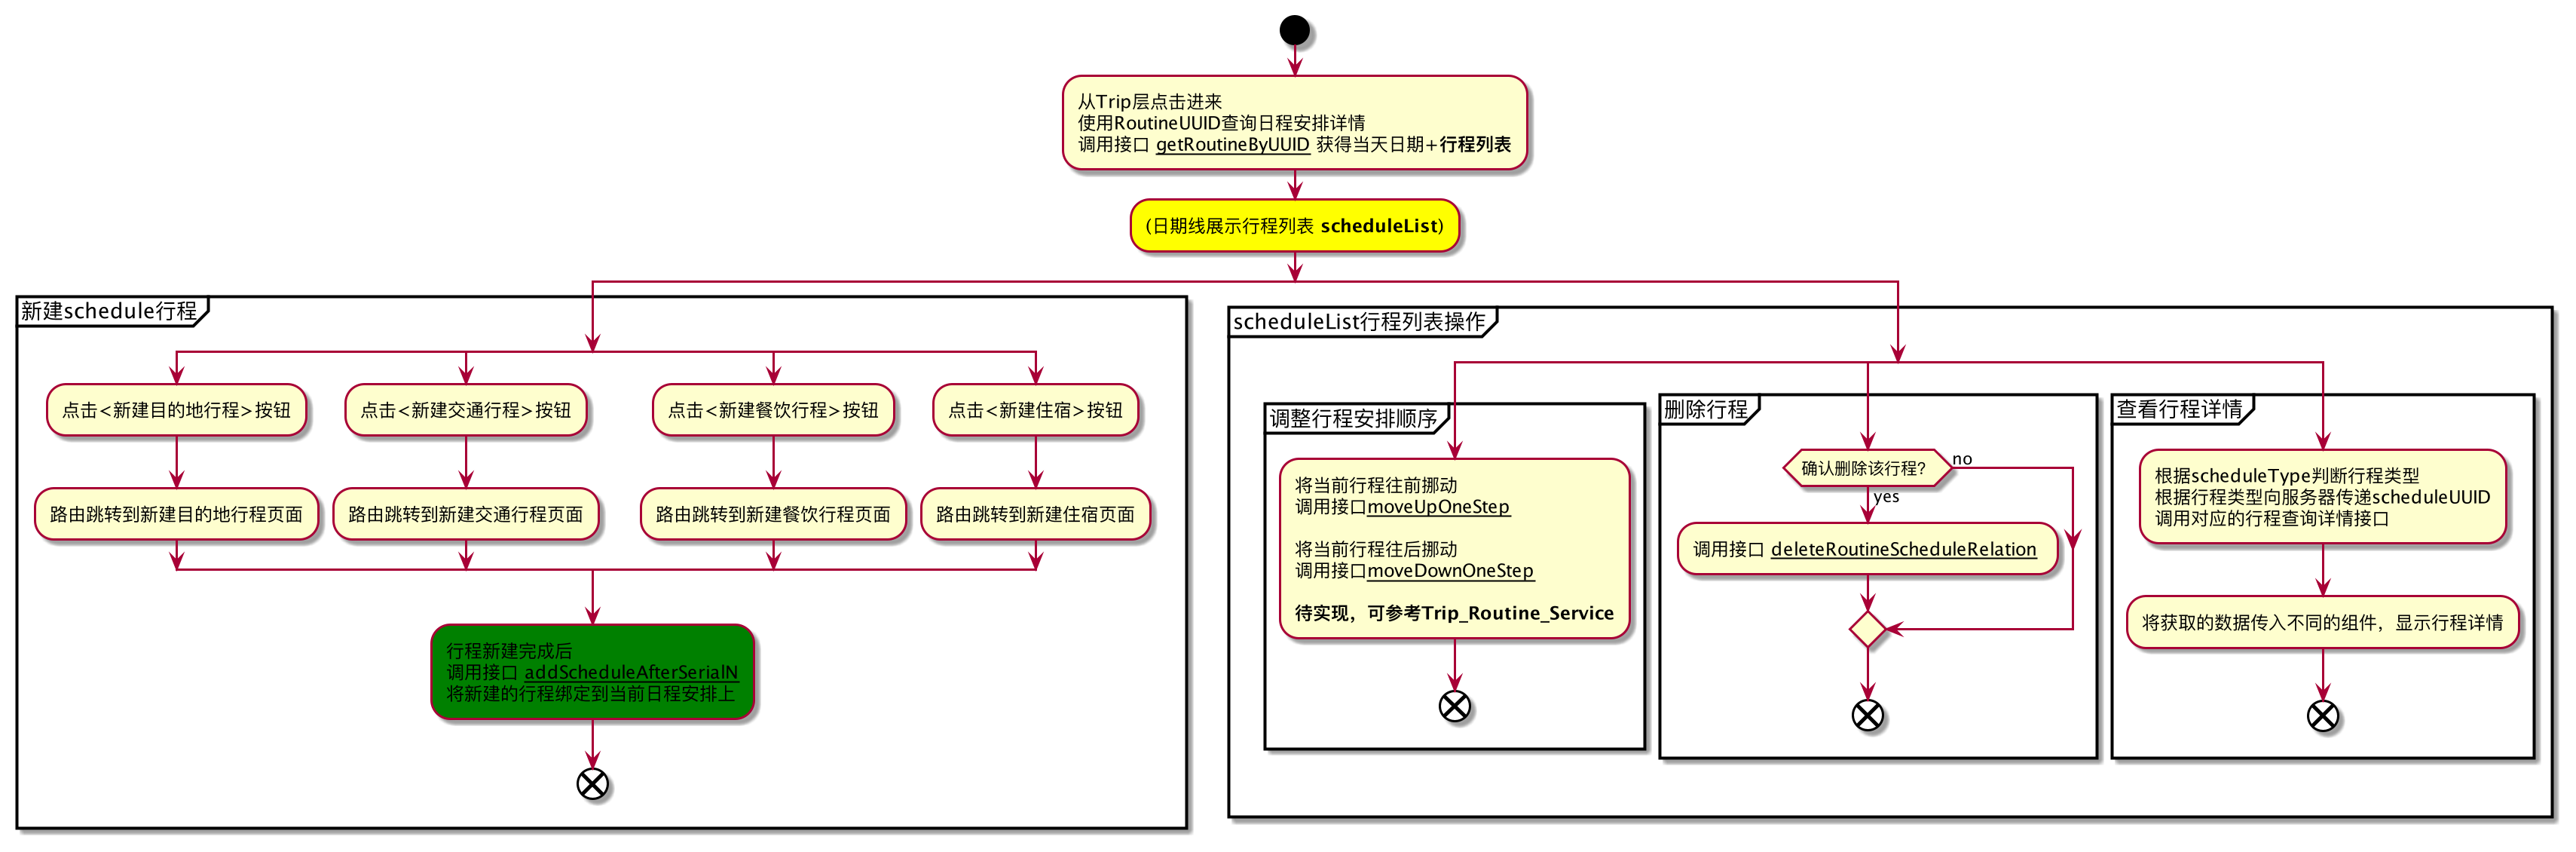 从Trip层点击进来
使用RoutineUUID查询日程安排详情
调用接口 getRoutineByUUID 获得当天日期+行程列表
(日期线展示行程列表 scheduleList)
新建schedule行程
点击<新建目的地行程>按钮
点击<新建交通行程>按钮
点击<新建餐饮行程>按钮
点击<新建住宿>按钮
路由跳转到新建目的地行程页面
路由跳转到新建交通行程页面
路由跳转到新建餐饮行程页面
路由跳转到新建住宿页面
行程新建完成后
调用接口 addScheduleAfterSerialN
将新建的行程绑定到当前日程安排上
scheduleList行程列表操作
调整行程安排顺序
将当前行程往前挪动
调用接口moveUpOneStep
将当前行程往后挪动
调用接口moveDownOneStep
待实现，可参考Trip_Routine_Service
删除行程
确认删除该行程？
no
yes
调用接口 deleteRoutineScheduleRelation
查看行程详情
根据scheduleType判断行程类型
根据行程类型向服务器传递scheduleUUID
调用对应的行程查询详情接口
将获取的数据传入不同的组件，显示行程详情